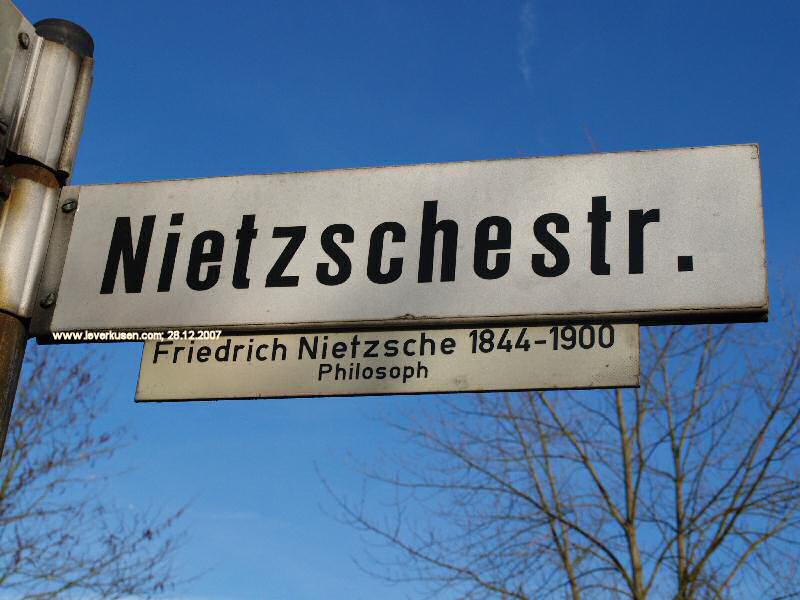 Nietzschestr.
www.leverkusen.com; 28.12.2007
Friedrich Nietzsche 1844-1900
Philosoph